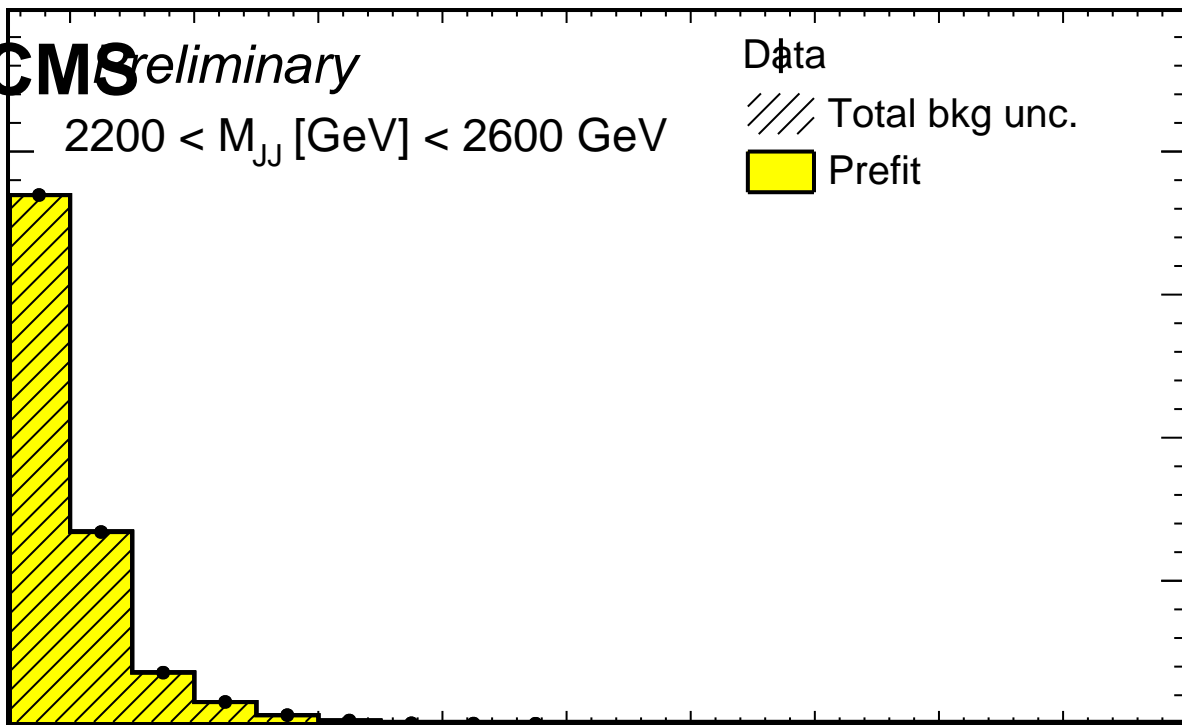 CMS Preliminary
2200 < M_JJ [GeV] < 2600 GeV
Data
Total bkg unc.
Prefit